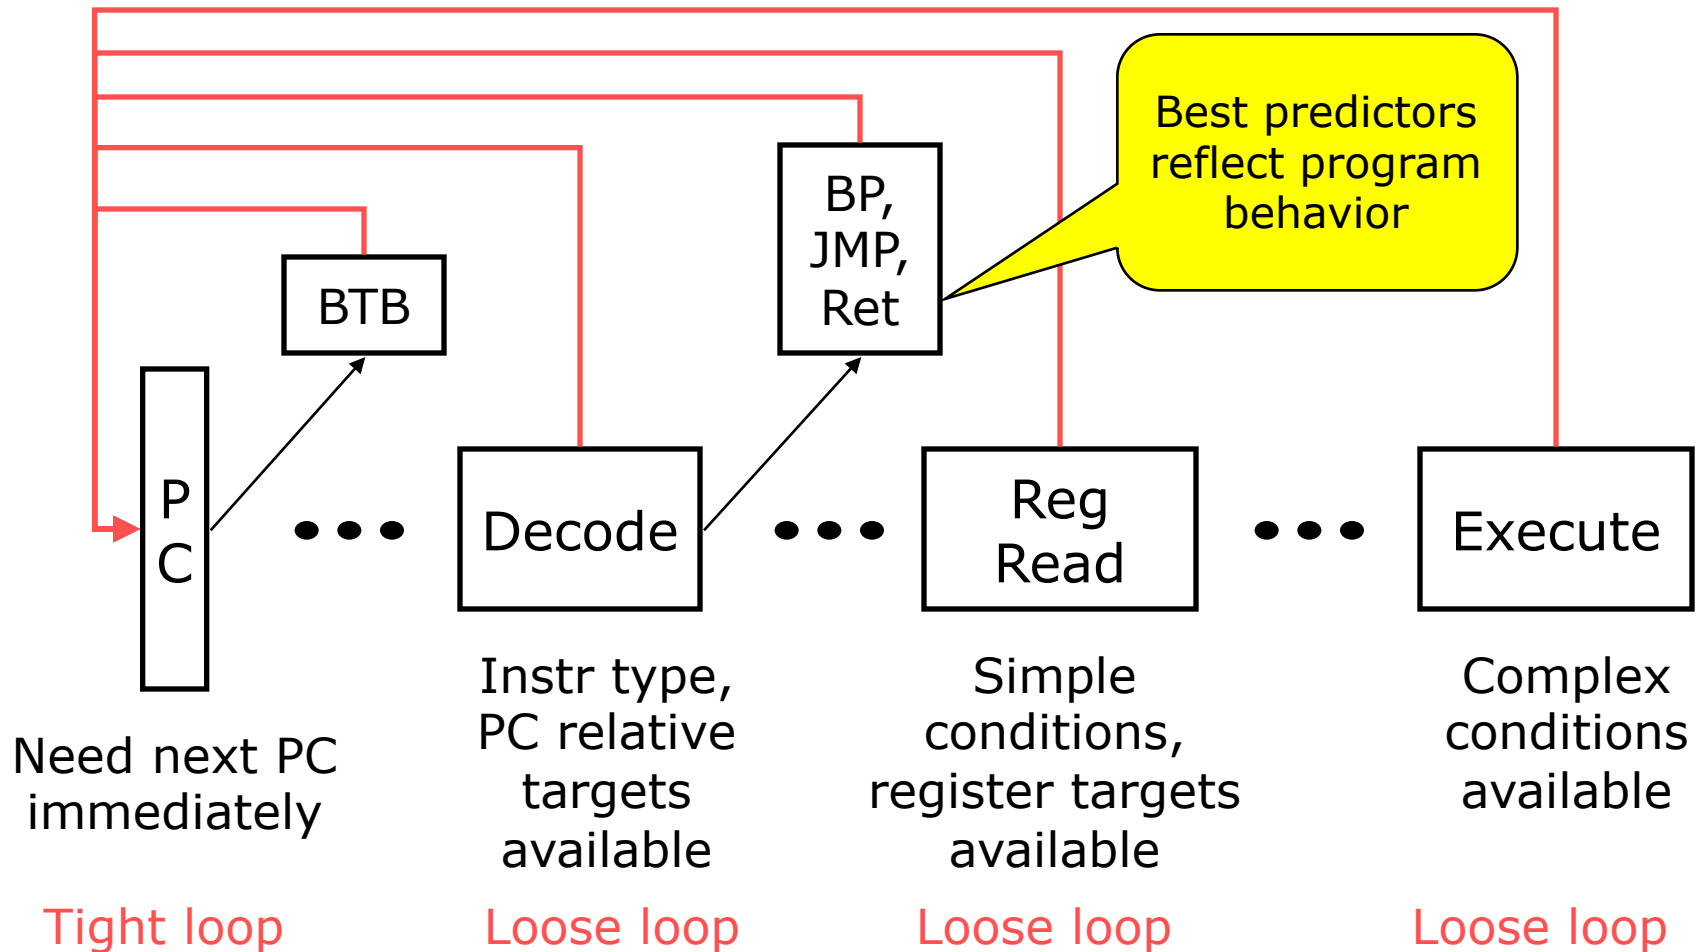 Best predictors
reflect program
behavior
BP,
JMP,
Ret
BTB
P
C
Decode
Reg
Read
Execute
Need next PC
immediately
Instr type,
PC relative
targets
available
Simple
conditions,
register targets
available
Complex
conditions
available
Tight loop
Loose loop
Loose loop
Loose loop